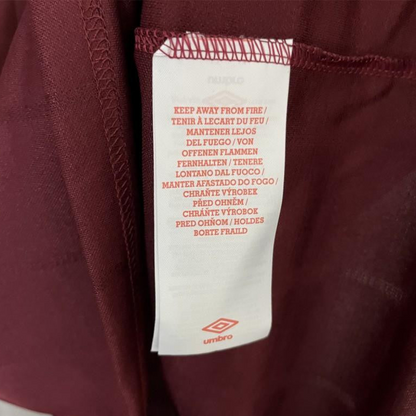 KEEP AWAY FROM FIRE /
TENIR À LECART DU FEU /
MANTENER LEJOS
DEL FUEGO / VON
OFFENEN FLAMMEN
FERNHALTEN / TENERE
LONTANO DAL FUOCO /
MANTER AFASTADO DO FOGO /
CHRAŇTE VÝROBEK
PŘED OHNĚM /
CHRÁŇTE VÝROBOK
PRED OHŇOM / HOLDES
BORTE FRAILD
umbro